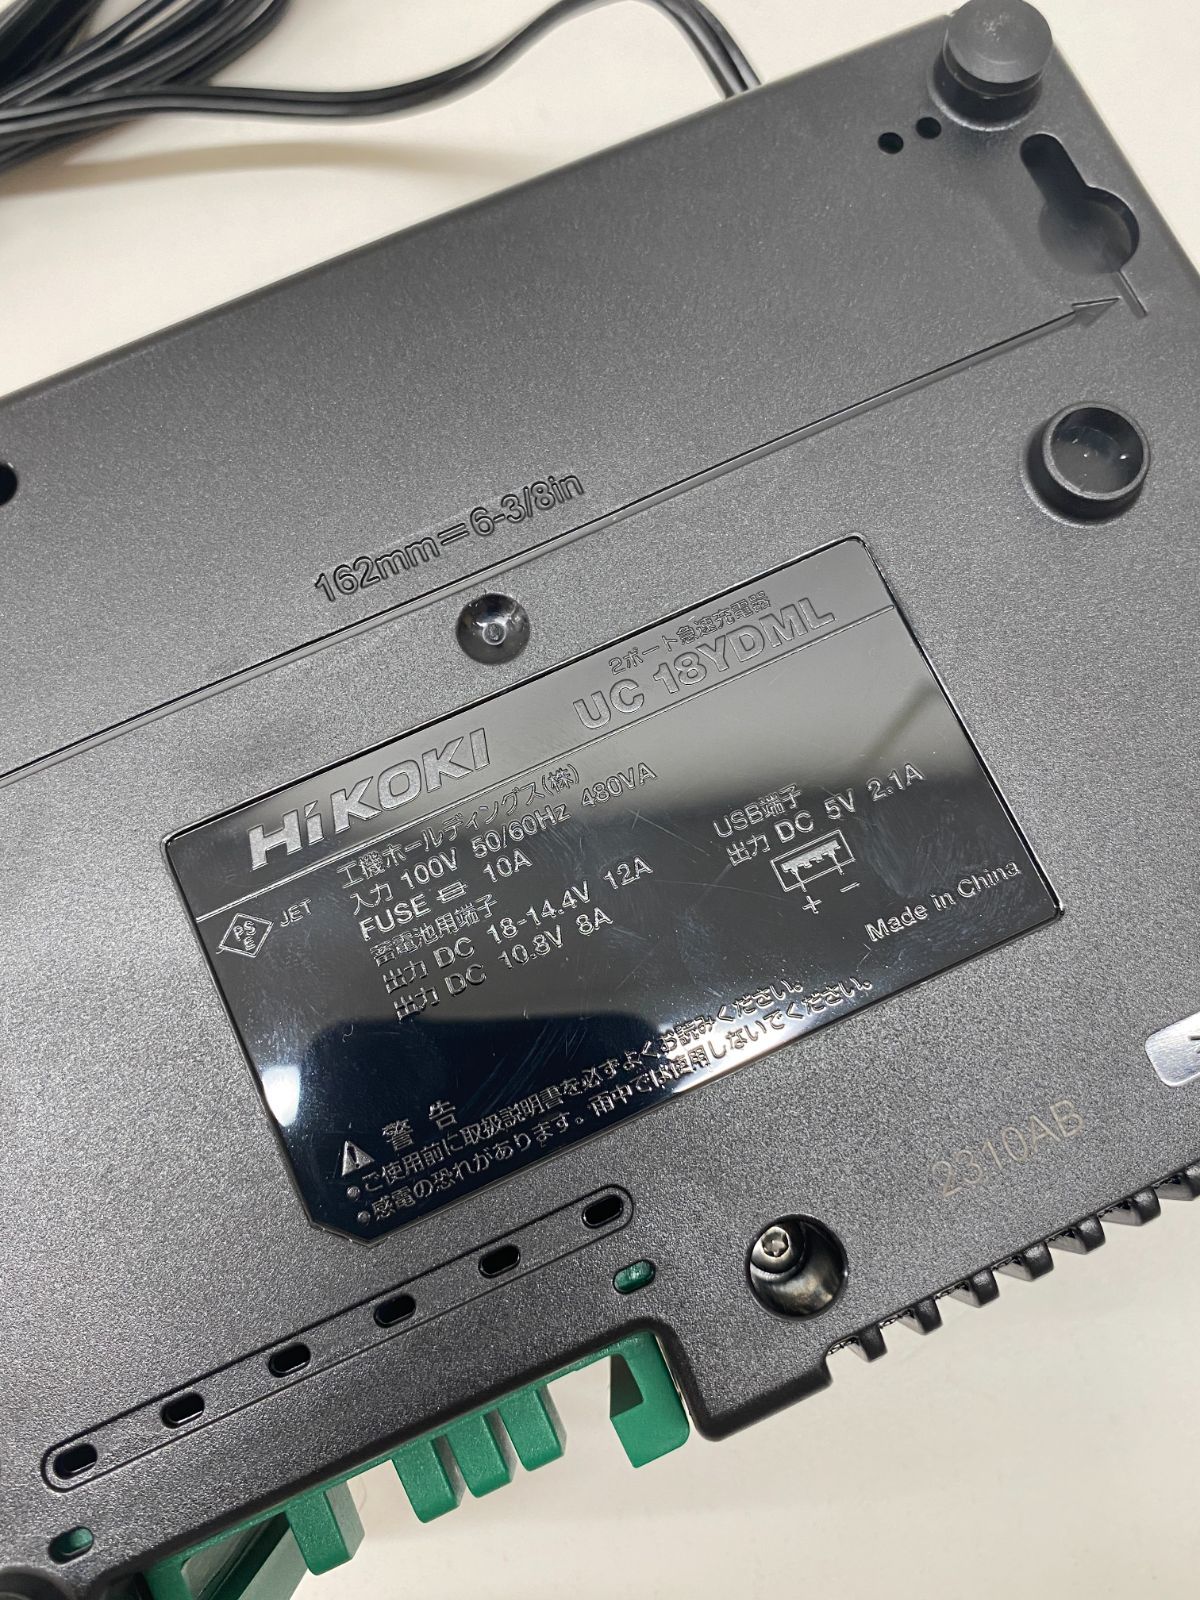 162mm=6-3/8in
2ポート急速充電器
HiKOKI UC 18YDML
工機ホールディングス(株)
入力 100V 50/60Hz 480VA
FUSE 10A
蓄電池用端子
出力 DC 18-14.4V 12A
出力 DC 10.8V 8A
PS
E
JET
USB端子
出力 DC 5V 2.1A
+ −
Made in China
警告
●ご使用前に取扱説明書を必ずよくお読みください。
●感電の恐れがあります。雨中では使用しないでください。
2310AB